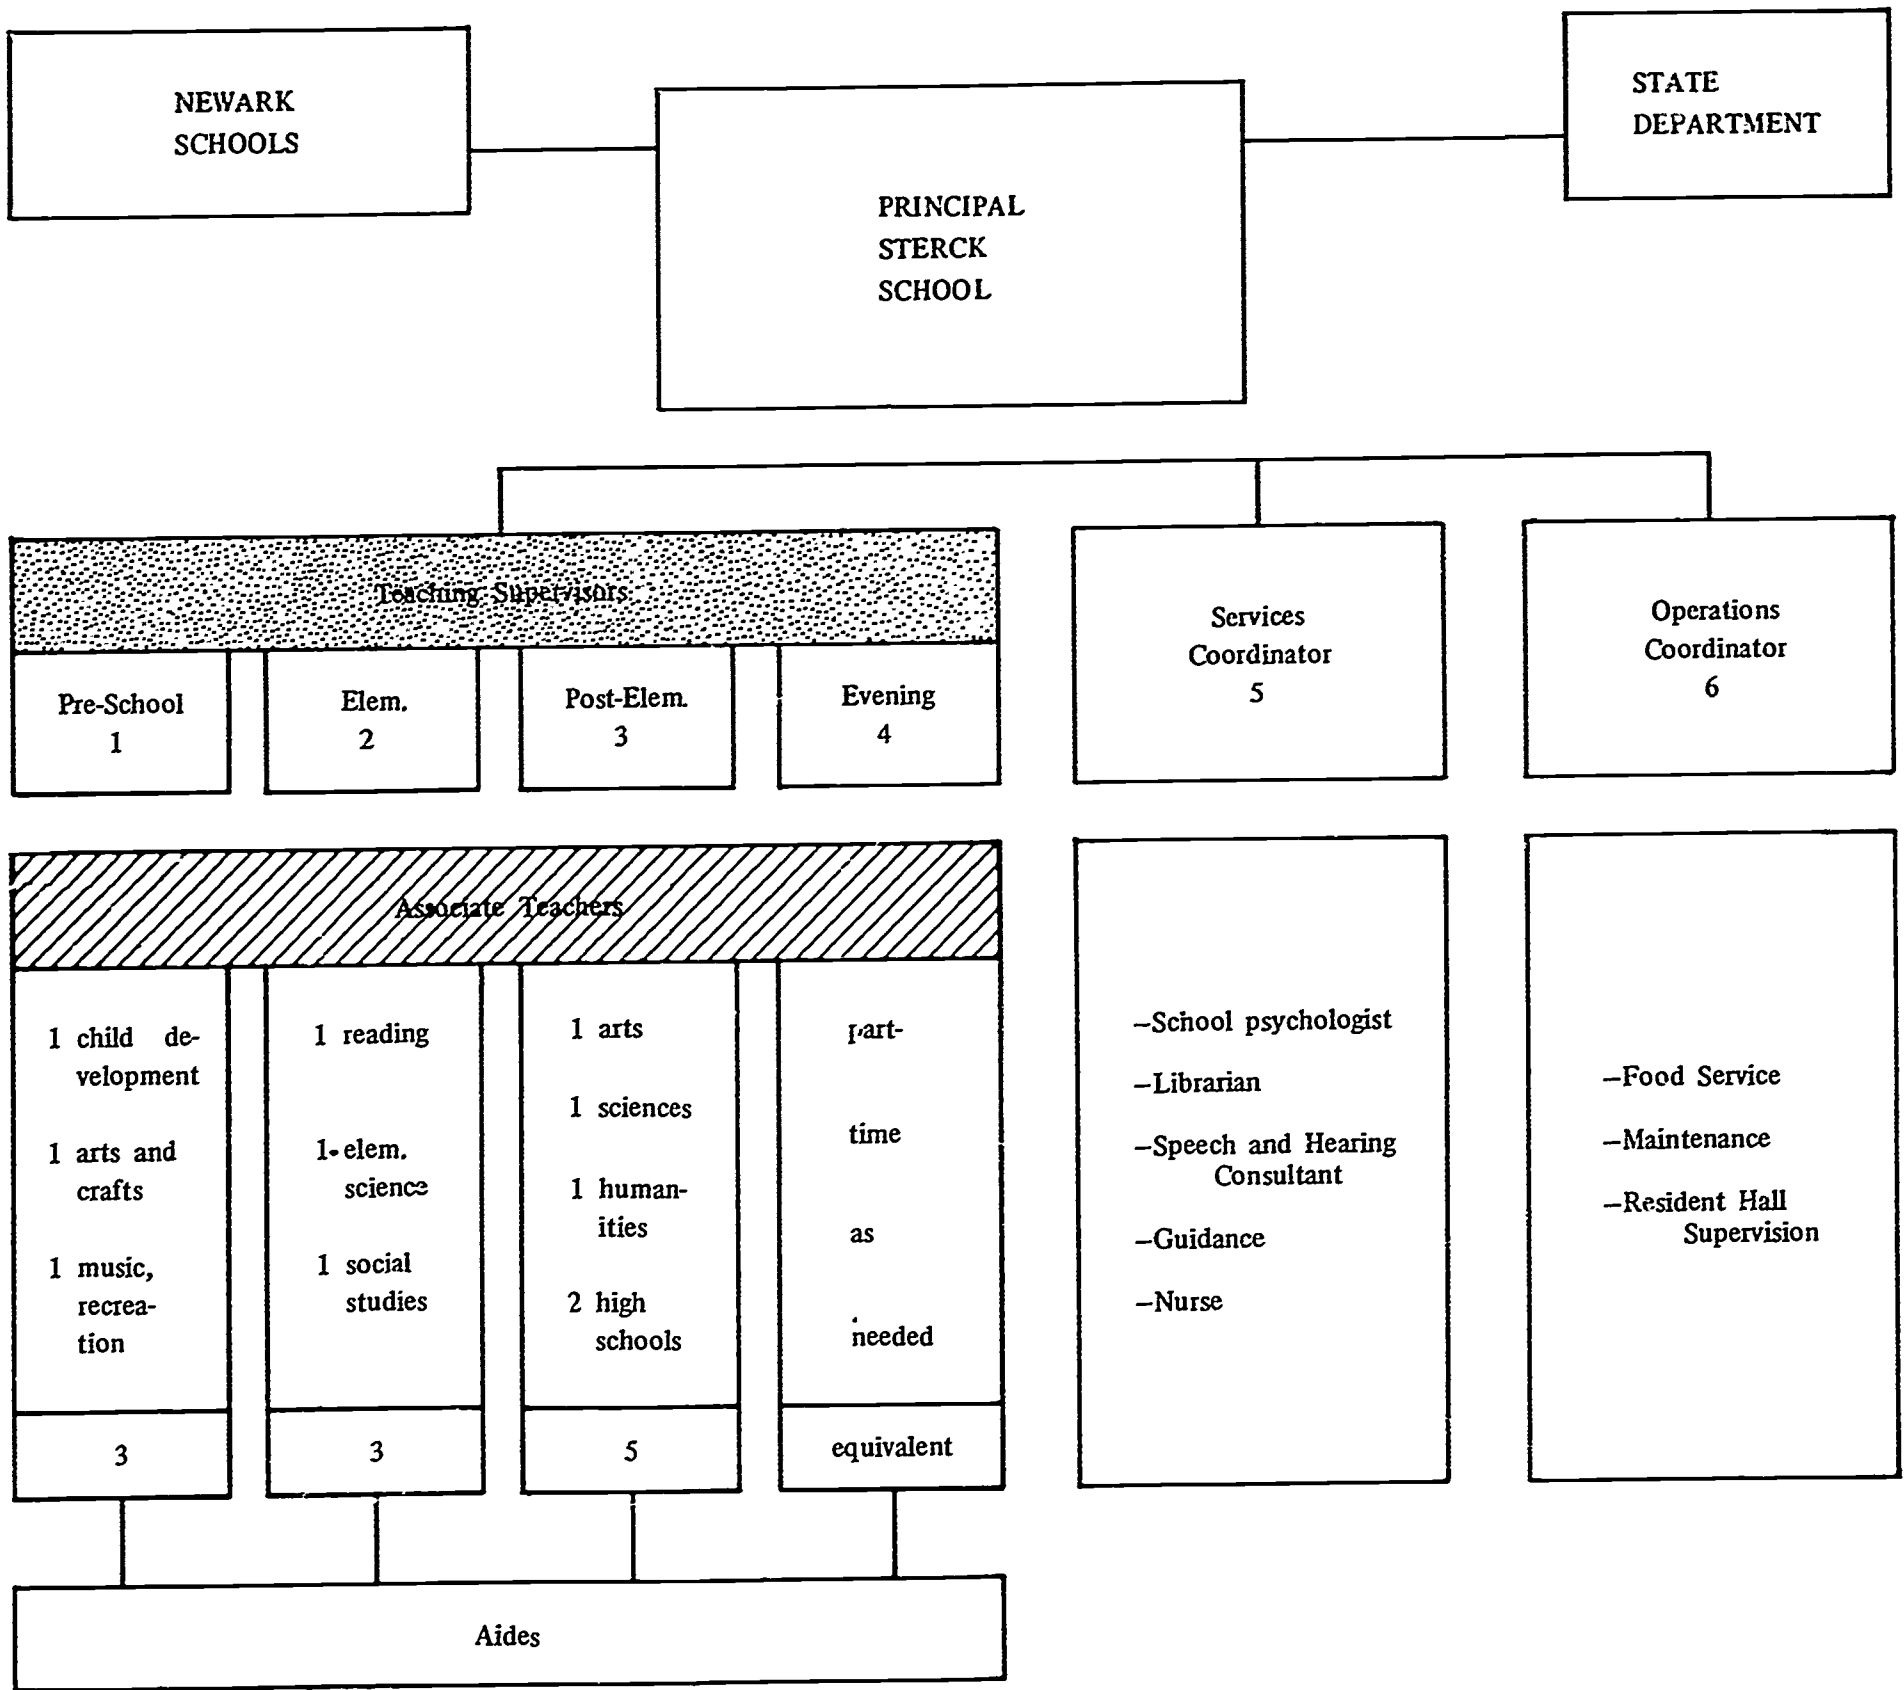 NEWARK
SCHOOLS
PRINCIPAL
STERCK
SCHOOL
STATE
DEPARTMENT
Teaching Supervisors
Pre-School
1
Elem.
2
Post-Elem.
3
Evening
4
Services
Coordinator
5
Operations
Coordinator
6
Associate Teachers
1 child de-
velopment
1 arts and
crafts
1 music,
recrea-
tion
3
1 reading
1-elem.
science
1 social
studies
3
1 arts
1 sciences
1 human-
ities
2 high
schools
5
part-
time
as
needed
equivalent
–School psychologist
–Librarian
–Speech and Hearing
Consultant
–Guidance
–Nurse
–Food Service
–Maintenance
–Resident Hall
Supervision
Aides